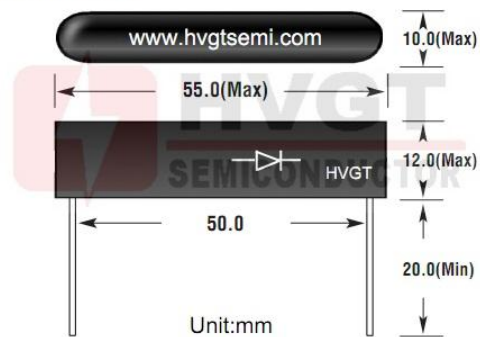 www.hvgtsemi.com
10.0(Max)
55.0(Max)
HVGT
SEMICONDUCTOR
12.0(Max)
HVGT
50.0
20.0(Min)
Unit:mm